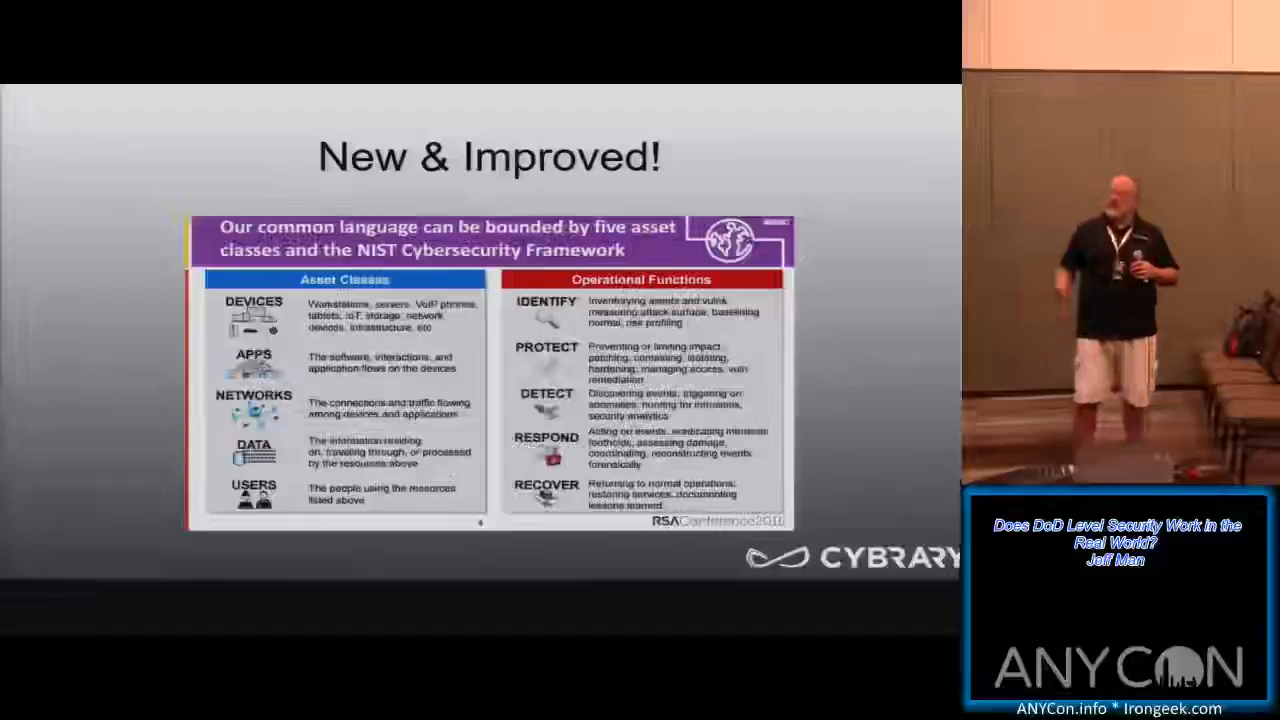 New & Improved!
Our common language can be bounded by five asset
classes and the NIST Cybersecurity Framework
Asset Classes
DEVICES
Workstations, servers, VoIP phones,
tablets, IoT, storage, network
devices, infrastructure, etc
APPS
The software, interactions, and
application flows on the devices
NETWORKS
The connections and traffic flowing
among devices and applications
DATA
The information residing
on, traveling through, or processed
by the resources above
USERS
The people using the resources
listed above
Operational Functions
IDENTIFY
Inventorying assets and vulns,
measuring attack surface, baselining
normal, risk profiling
PROTECT
Preventing or limiting impact,
patching, containing, isolating,
hardening, managing access, vuln
remediation
DETECT
Discovering events, triggering on
anomalies, hunting for intrusions,
security analytics
RESPOND
Acting on events, eradicating intrusion
footholds, assessing damage,
coordinating, reconstructing events
forensically
RECOVER
Returning to normal operations,
restoring services, documenting
lessons learned
RSAConference2016
CYBRARY
Does DoD Level Security Work in the
Real World?
Jeff Man
ANYCON
ANYCon.info * Irongeek.com